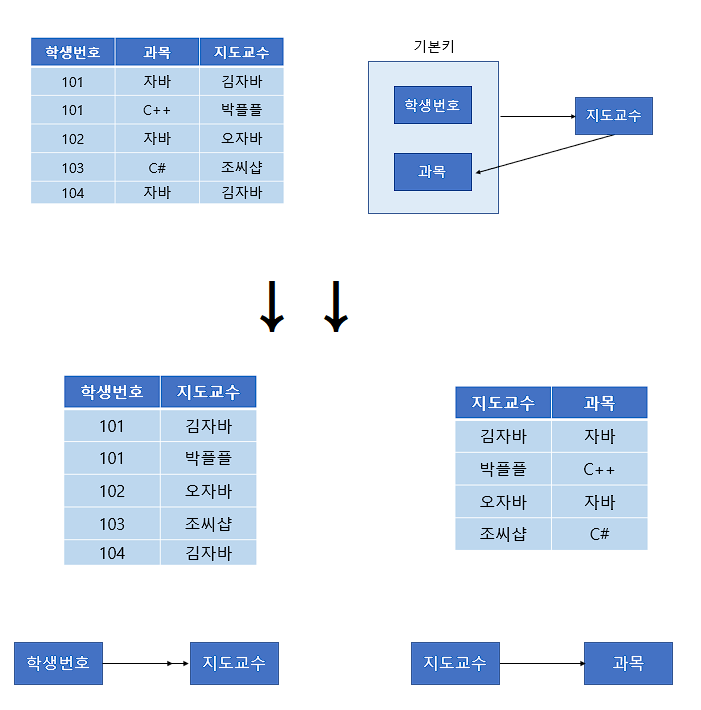 학생번호 과목 지도교수
101 자바 김자바
101 C++ 박플플
102 자바 오자바
103 C# 조씨샵
104 자바 김자바
기본키
학생번호
지도교수
과목
↓ ↓
학생번호 지도교수
101 김자바
101 박플플
102 오자바
103 조씨샵
104 김자바
지도교수 과목
김자바 자바
박플플 C++
오자바 자바
조씨샵 C#
학생번호 지도교수
지도교수 과목